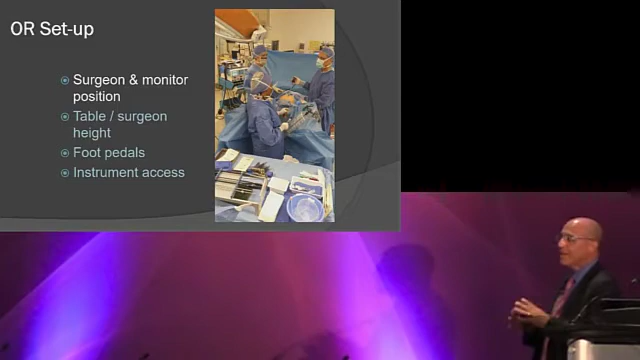 OR Set-up
Surgeon & monitor
position
Table / surgeon
height
Foot pedals
Instrument access